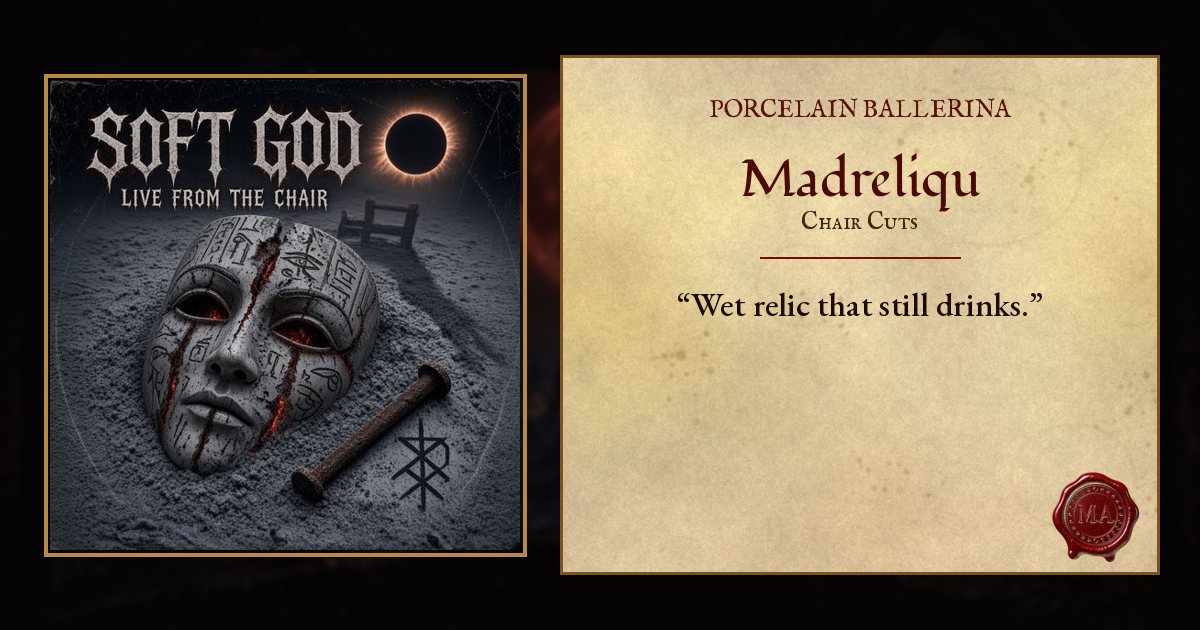 SOFT GOD
LIVE FROM THE CHAIR
PORCELAIN BALLERINA
Madreliqu
Chair Cuts
“Wet relic that still drinks.”
MA